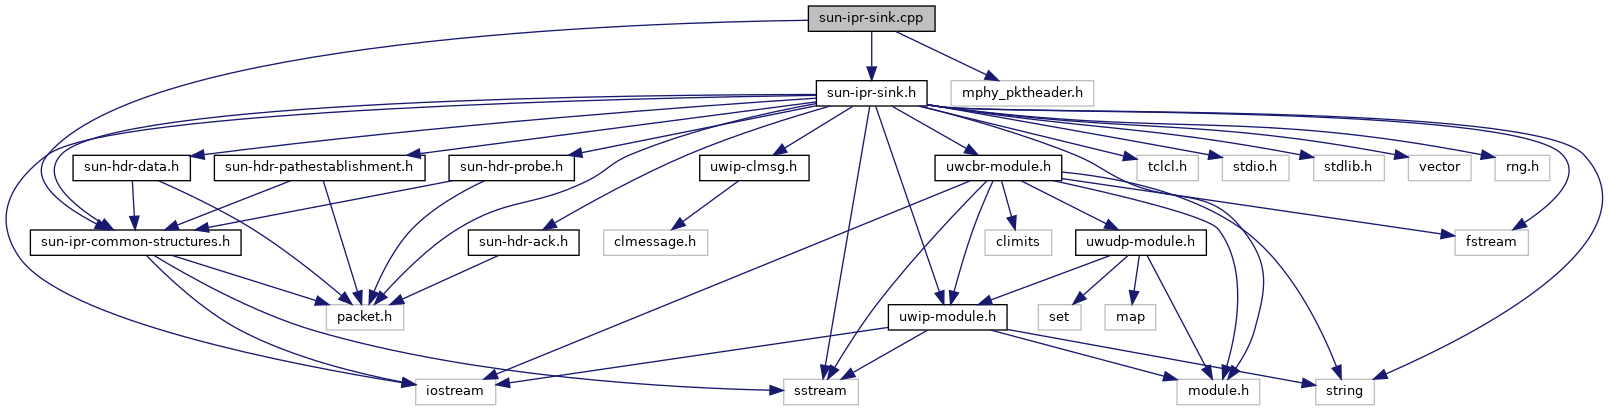 sun-ipr-sink.cpp
sun-ipr-sink.h
mphy_pktheader.h
sun-hdr-data.h
sun-hdr-pathestablishment.h
sun-hdr-probe.h
uwip-clmsg.h
uwcbr-module.h
tclcl.h
stdio.h
stdlib.h
vector
rng.h
sun-ipr-common-structures.h
sun-hdr-ack.h
clmessage.h
climits
uwudp-module.h
fstream
packet.h
uwip-module.h
set
map
iostream
sstream
module.h
string